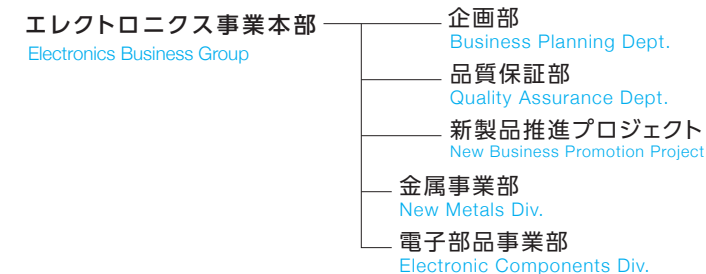 エレクトロニクス事業本部
Electronics Business Group
企画部
Business Planning Dept.
品質保証部
Quality Assurance Dept.
新製品推進プロジェクト
New Business Promotion Project
金属事業部
New Metals Div.
電子部品事業部
Electronic Components Div.